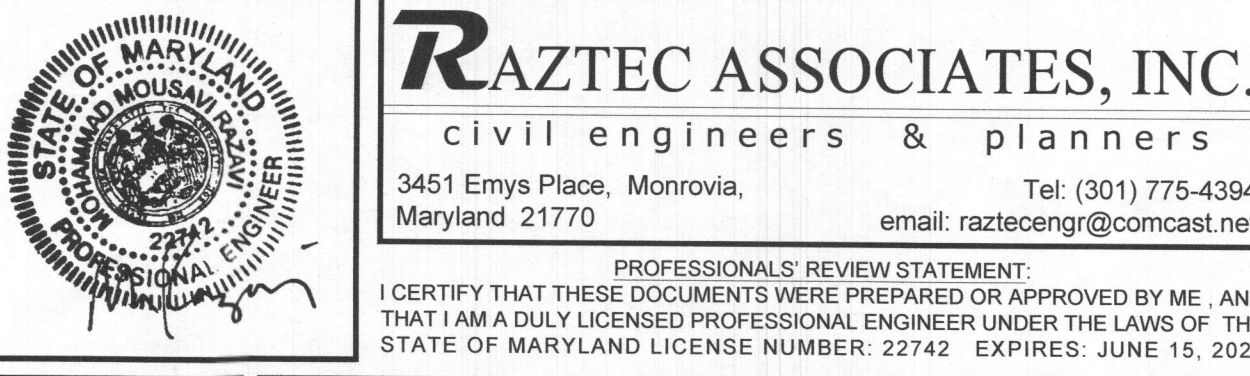 STATE OF MARYLAND
MOHAMMAD MOUSAVI RAZAVI
22742
PROFESSIONAL ENGINEER
RAZTEC ASSOCIATES, INC.
civil engineers & planners
3451 Emys Place, Monrovia,
Maryland 21770
Tel: (301) 775-4394
email: raztecengr@comcast.ne
PROFESSIONALS' REVIEW STATEMENT:
I CERTIFY THAT THESE DOCUMENTS WERE PREPARED OR APPROVED BY ME , AN
THAT I AM A DULY LICENSED PROFESSIONAL ENGINEER UNDER THE LAWS OF TH
STATE OF MARYLAND LICENSE NUMBER: 22742 EXPIRES: JUNE 15, 202